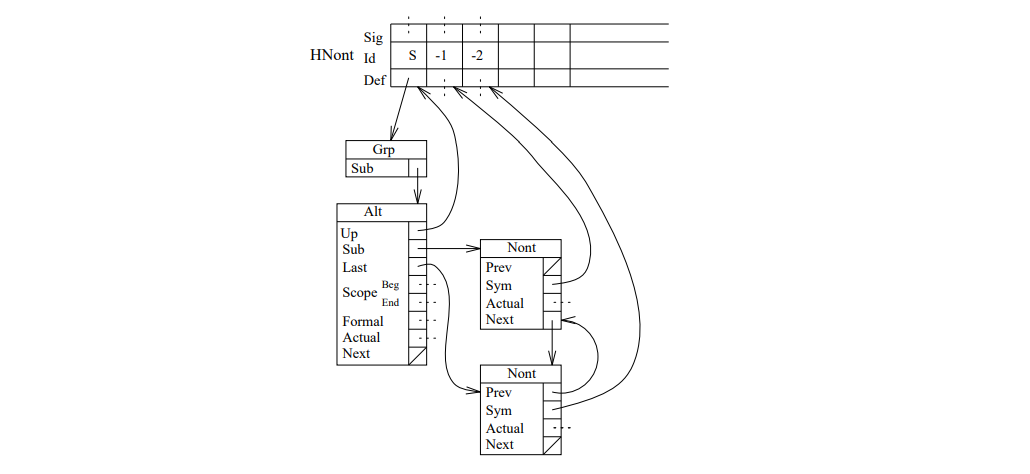 Sig
HNont Id S -1 -2
Def
Grp
Sub
Alt
Up
Sub
Last
Scope Beg
End
Formal
Actual
Next
Nont
Prev
Sym
Actual
Next
Nont
Prev
Sym
Actual
Next